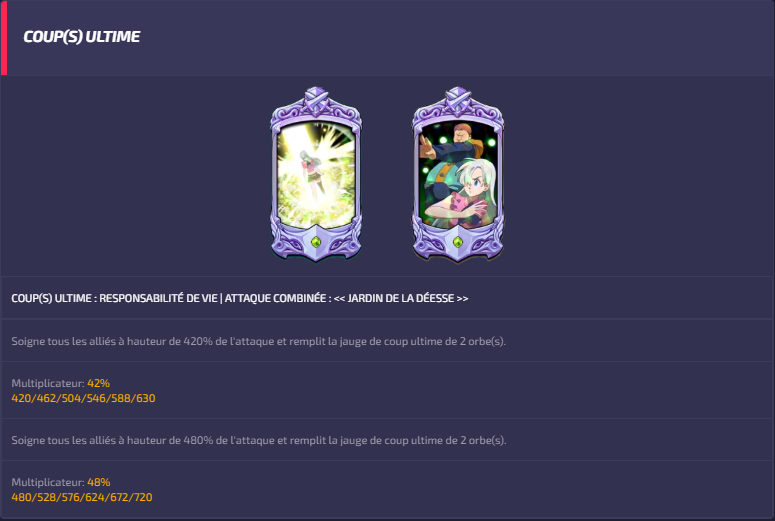 COUP(S) ULTIME
COUP(S) ULTIME : RESPONSABILITÉ DE VIE | ATTAQUE COMBINÉE : << JARDIN DE LA DÉESSE >>
Soigne tous les alliés à hauteur de 420% de l'attaque et remplit la jauge de coup ultime de 2 orbe(s).
Multiplicateur: 42%
420/462/504/546/588/630
Soigne tous les alliés à hauteur de 480% de l'attaque et remplit la jauge de coup ultime de 2 orbe(s).
Multiplicateur: 48%
480/528/576/624/672/720